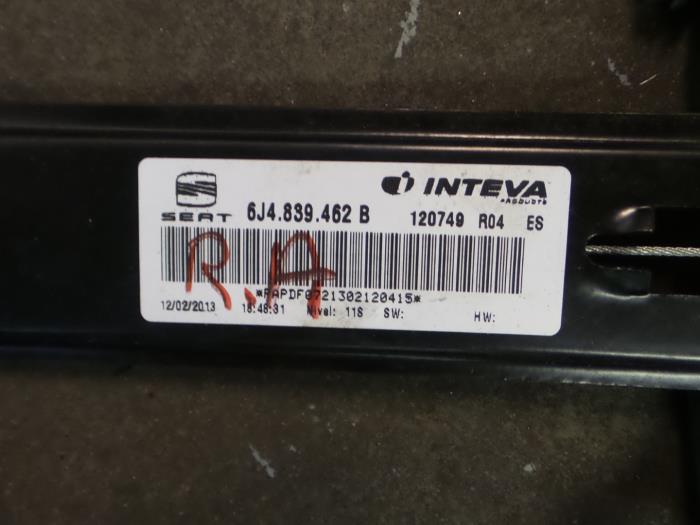 INTEVA
PRODUCTS
SEAT 6J4.839.462 B 120749 R04 ES
R.A
*PAPDF0721302120415*
12/02/2013 18:48:31 Nivel: 11S SW: HW: